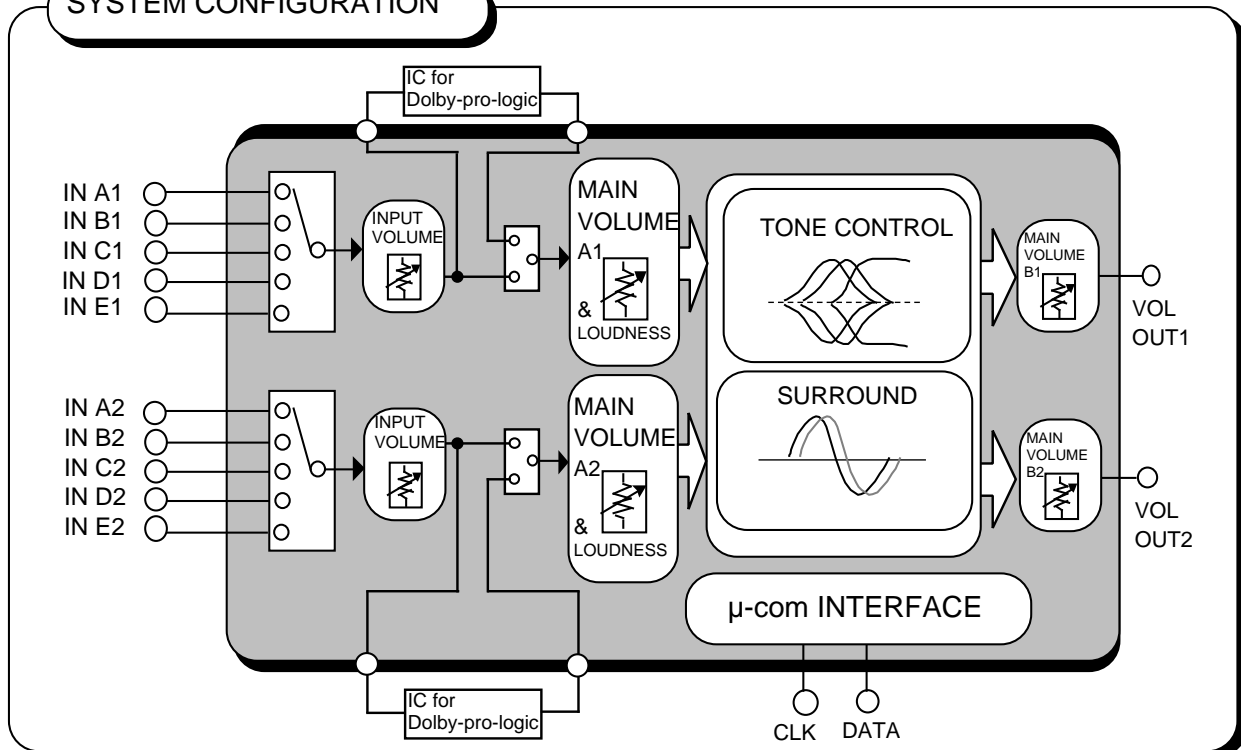 SYSTEM CONFIGURATION
IC for
Dolby-pro-logic
IN A1
IN B1
IN C1
IN D1
IN E1
INPUT
VOLUME
MAIN
VOLUME
A1
&
LOUDNESS
TONE CONTROL
MAIN
VOLUME
B1
VOL
OUT1
IN A2
IN B2
IN C2
IN D2
IN E2
INPUT
VOLUME
MAIN
VOLUME
A2
&
LOUDNESS
SURROUND
MAIN
VOLUME
B2
VOL
OUT2
µ-com INTERFACE
IC for
Dolby-pro-logic
CLK
DATA